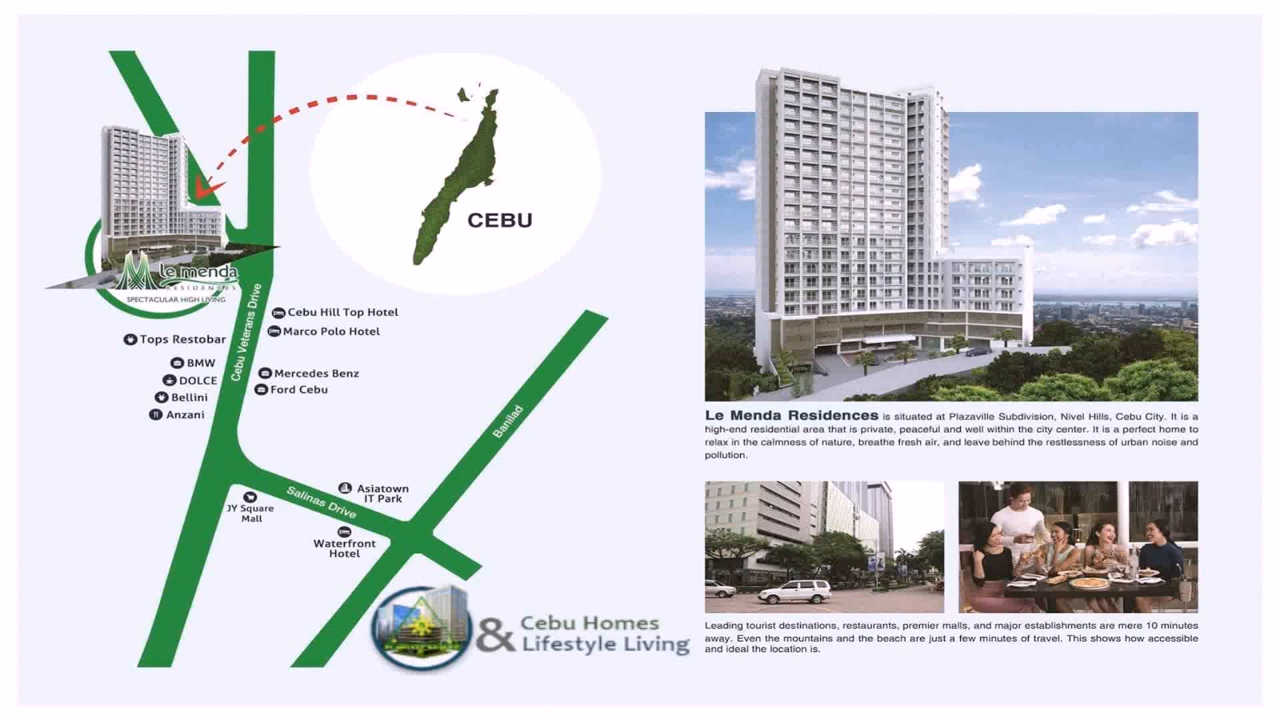 CEBU
le menda
RESIDENCES
SPECTACULAR HIGH-LIVING
Cebu Veterans Drive
Cebu Hill Top Hotel
Marco Polo Hotel
Tops Restobar
BMW
DOLCE
Bellini
Anzani
Mercedes Benz
Ford Cebu
Banilad
Salinas Drive
Asiatown
IT Park
JY Square
Mall
Waterfront
Hotel
& Cebu Homes
Lifestyle Living
Le Menda Residences is situated at Plazaville Subdivision, Nivel Hills, Cebu City. It is a
high-end residential area that is private, peaceful and well within the city center. It is a perfect home to
relax in the calmness of nature, breathe fresh air, and leave behind the restlessness of urban noise and
pollution.
Leading tourist destinations, restaurants, premier malls, and major establishments are mere 10 minutes
away. Even the mountains and the beach are just a few minutes of travel. This shows how accessible
and ideal the location is.